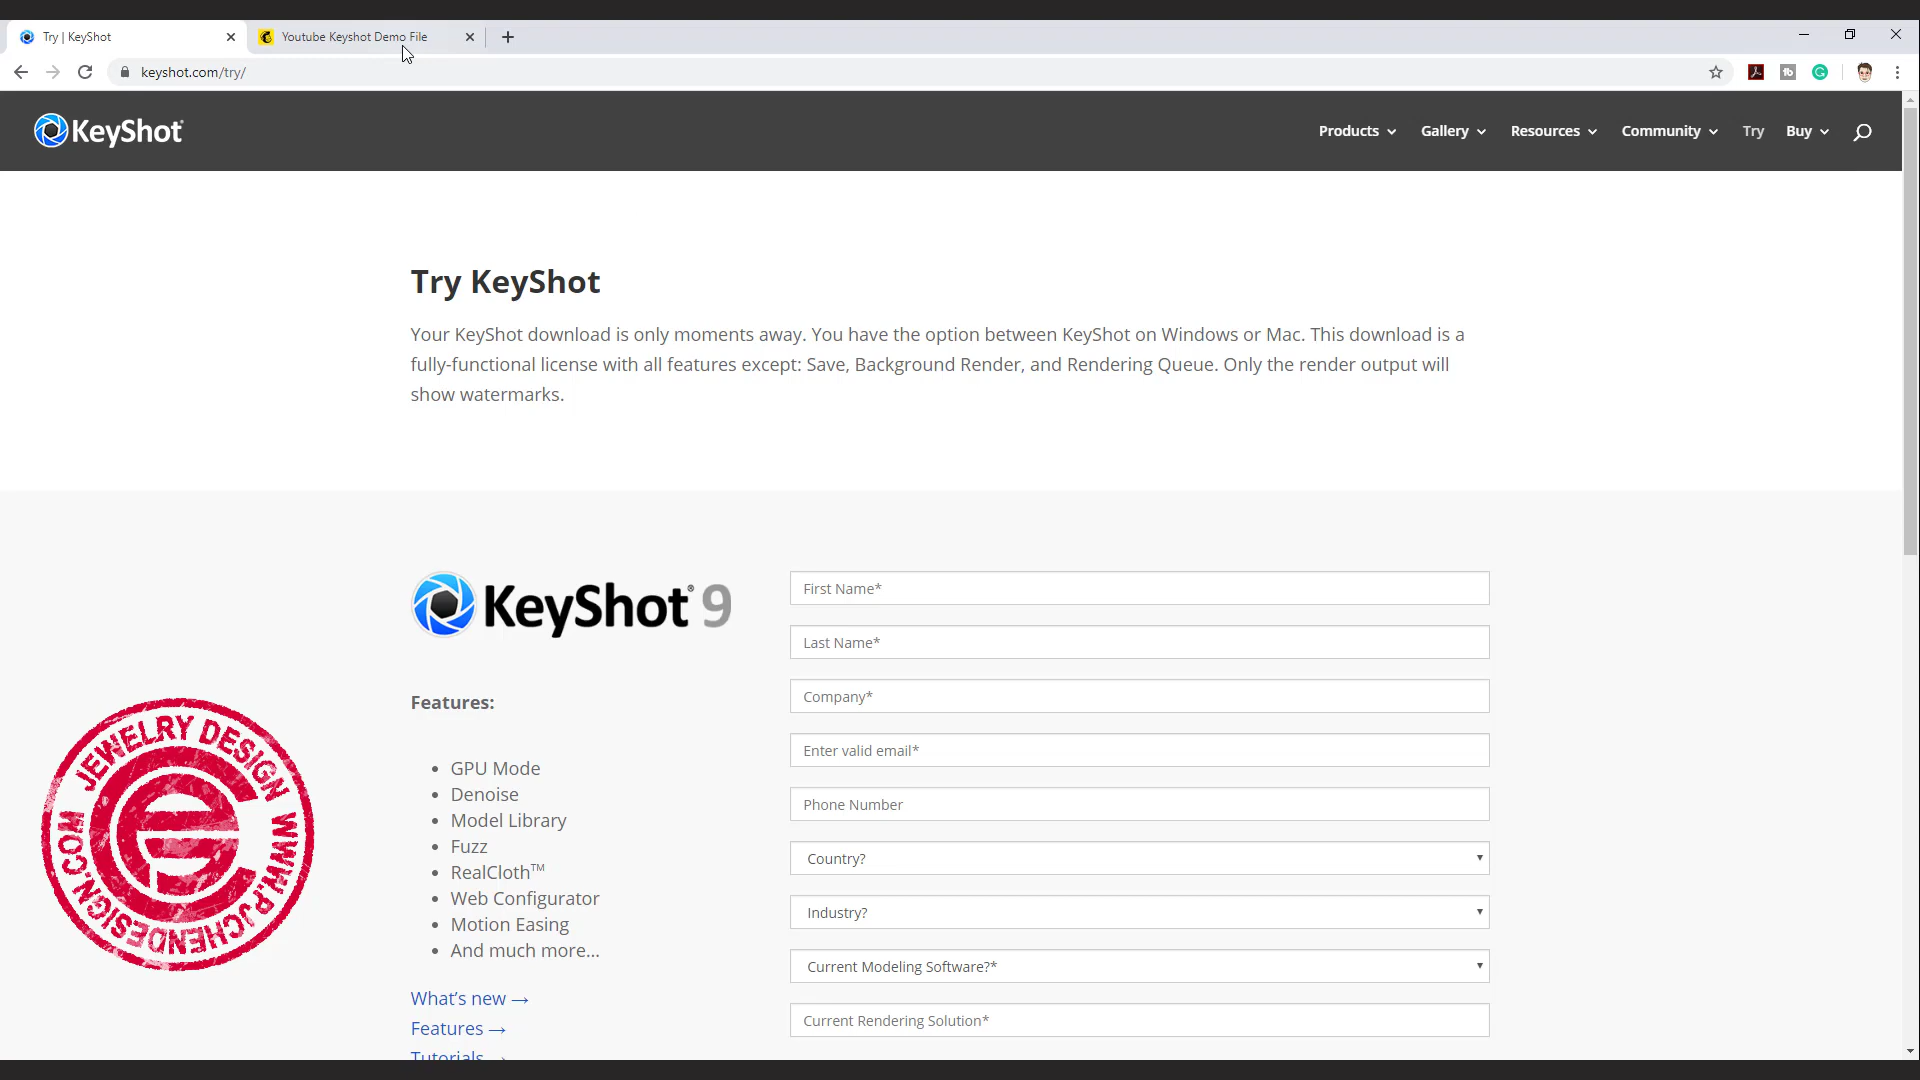 Try | KeyShot
Youtube Keyshot Demo File
keyshot.com/try/
KeyShot
Products
Gallery
Resources
Community
Try
Buy
Try KeyShot
Your KeyShot download is only moments away. You have the option between KeyShot on Windows or Mac. This download is a
fully-functional license with all features except: Save, Background Render, and Rendering Queue. Only the render output will
show watermarks.
KeyShot® 9
Features:
• GPU Mode
• Denoise
• Model Library
• Fuzz
• RealCloth™
• Web Configurator
• Motion Easing
• And much more...
What's new →
Features →
Tutorials →
First Name*
Last Name*
Company*
Enter valid email*
Phone Number
Country?
Industry?
Current Modeling Software?*
Current Rendering Solution*
JEWELRY DESIGN WWW.PJCHENDESIGN.COM